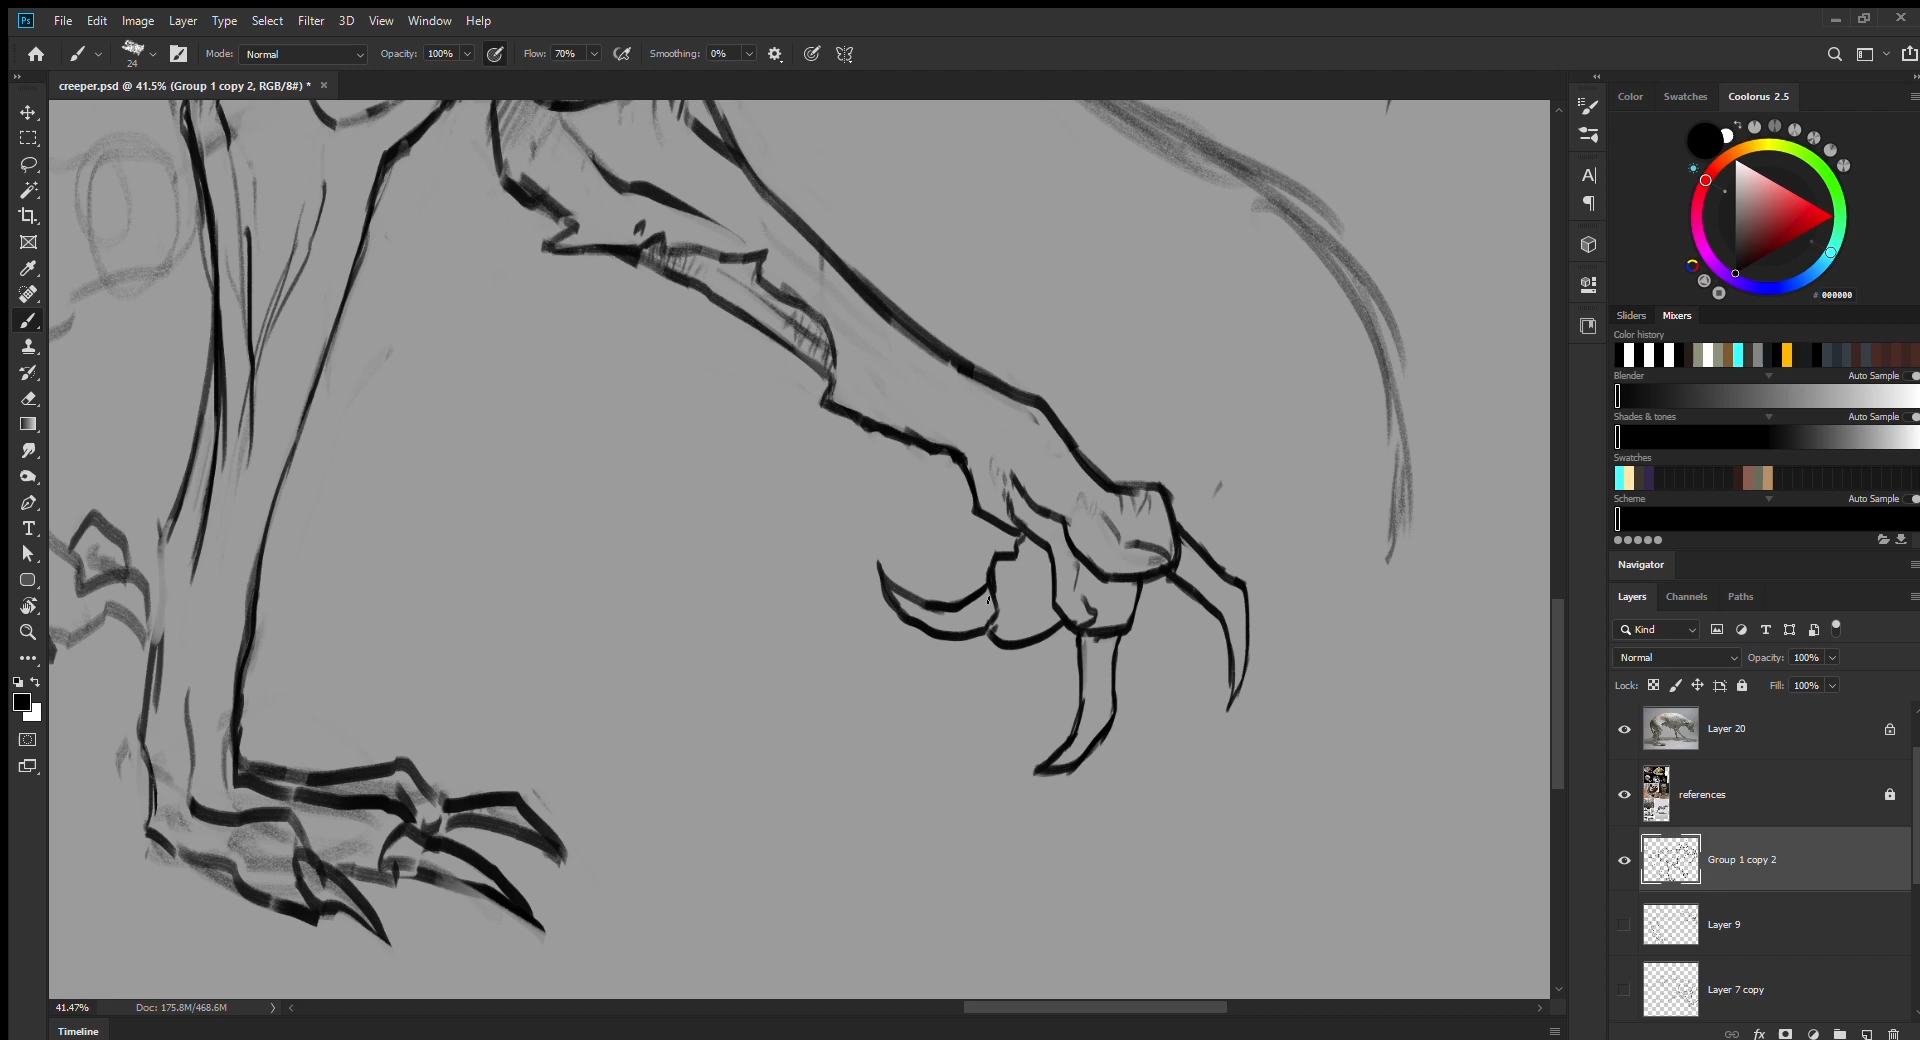 Ps File Edit Image Layer Type Select Filter 3D View Window Help
24 Mode: Normal Opacity: 100% Flow: 70% Smoothing: 0%
creeper.psd @ 41.5% (Group 1 copy 2, RGB/8#) * ×
Color Swatches Coolorus 2.5
# 000000
Sliders Mixers
Color history
Blender Auto Sample
Shades & tones Auto Sample
Swatches
Scheme Auto Sample
Navigator
Layers Channels Paths
Kind
Normal Opacity: 100%
Lock: Fill: 100%
Layer 20
references
Group 1 copy 2
Layer 9
Layer 7 copy
fx
41.47% Doc: 175.8M/468.6M
Timeline